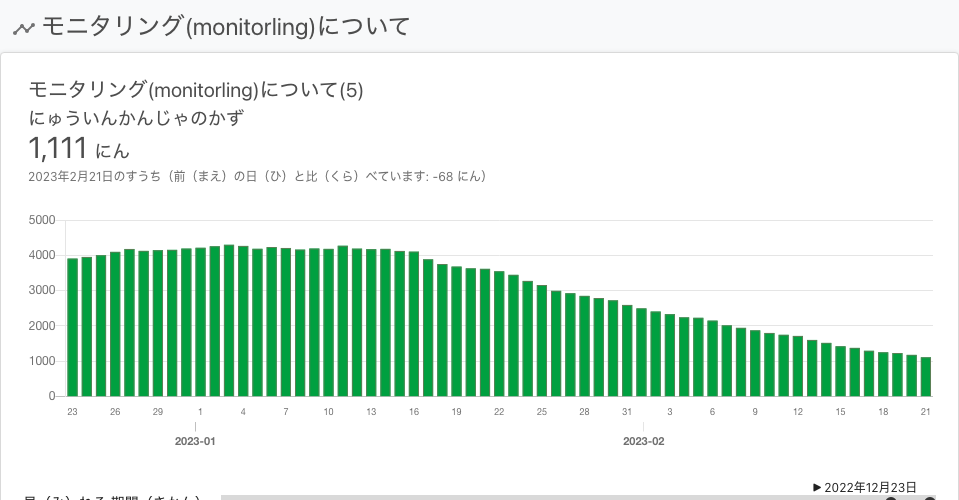 モニタリング(monitorling)について
モニタリング(monitorling)について(5)
にゅういんかんじゃのかず
1,111 にん
2023年2月21日のすうち（前（まえ）の日（ひ）と比（くら）べています: -68 にん）
5000
4000
3000
2000
1000
0
23 26 29 1 4 7 10 13 16 19 22 25 28 31 3 6 9 12 15 18 21
2023-01 2023-02
▶ 2022年12月23日